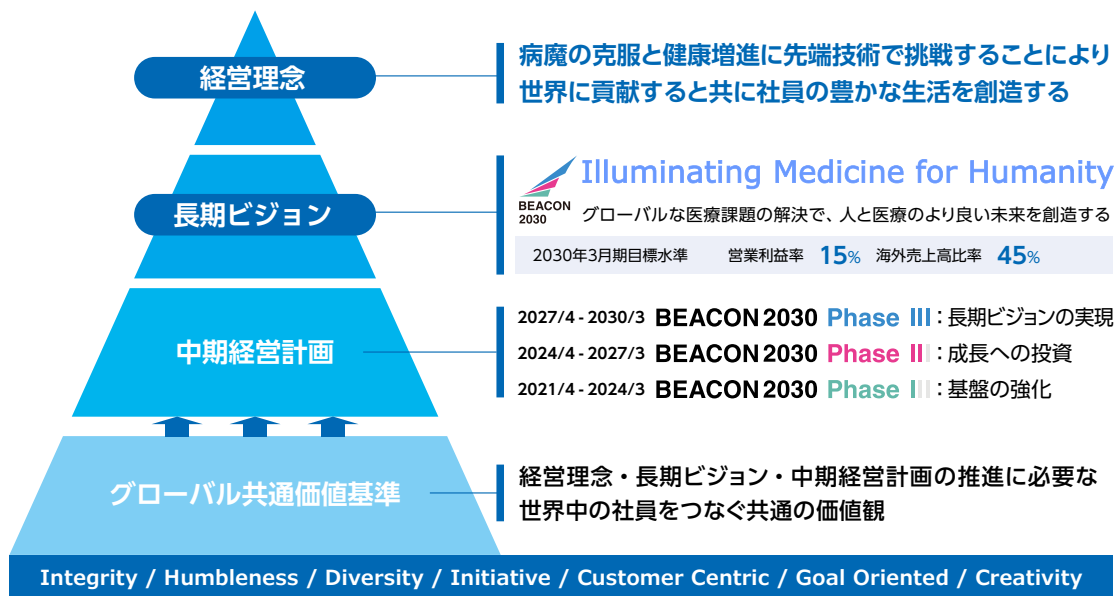 経営理念
病魔の克服と健康増進に先端技術で挑戦することにより
世界に貢献すると共に社員の豊かな生活を創造する
長期ビジョン
BEACON
2030
Illuminating Medicine for Humanity
グローバルな医療課題の解決で、人と医療のより良い未来を創造する
2030年3月期目標水準 営業利益率 15% 海外売上高比率 45%
中期経営計画
2027/4 - 2030/3 BEACON 2030 Phase III：長期ビジョンの実現
2024/4 - 2027/3 BEACON 2030 Phase II：成長への投資
2021/4 - 2024/3 BEACON 2030 Phase I：基盤の強化
グローバル共通価値基準
経営理念・長期ビジョン・中期経営計画の推進に必要な
世界中の社員をつなぐ共通の価値観
Integrity / Humbleness / Diversity / Initiative / Customer Centric / Goal Oriented / Creativity